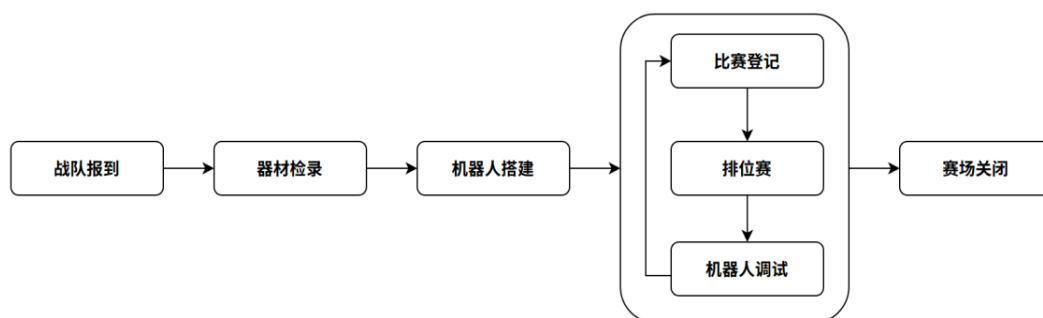 战队报到
器材检录
机器人搭建
比赛登记
排位赛
机器人调试
赛场关闭